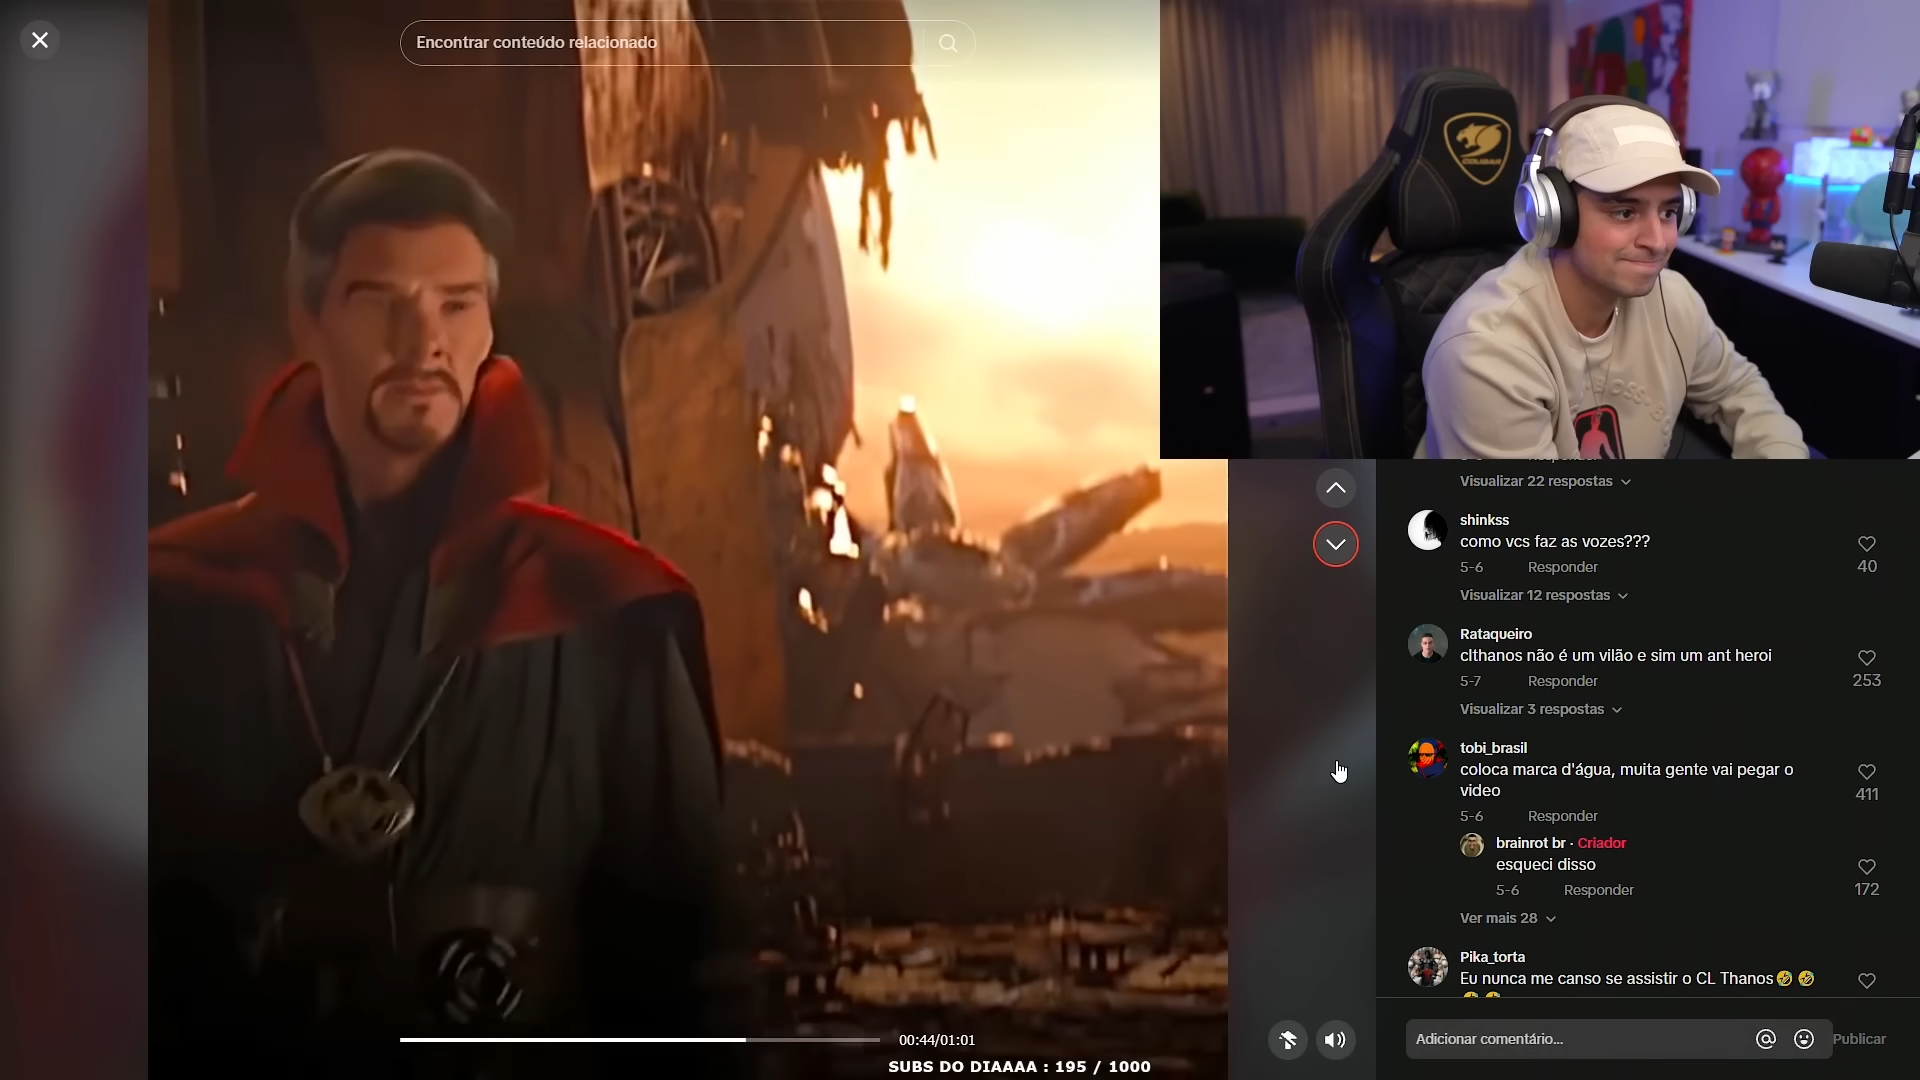 Encontrar conteúdo relacionado
COUGAR
Visualizar 22 respostas
shinkss
como vcs faz as vozes???
5-6 Responder
40
Visualizar 12 respostas
Rataqueiro
clthanos não é um vilão e sim um ant heroi
5-7 Responder
253
Visualizar 3 respostas
tobi_brasil
coloca marca d'água, muita gente vai pegar o
video
411
5-6 Responder
brainrot br · Criador
esqueci disso
5-6 Responder
172
Ver mais 28
Pika_torta
Eu nunca me canso se assistir o CL Thanos🤣🤣
🤣🤣
Adicionar comentário...
Publicar
00:44/01:01
SUBS DO DIAAAA : 195 / 1000